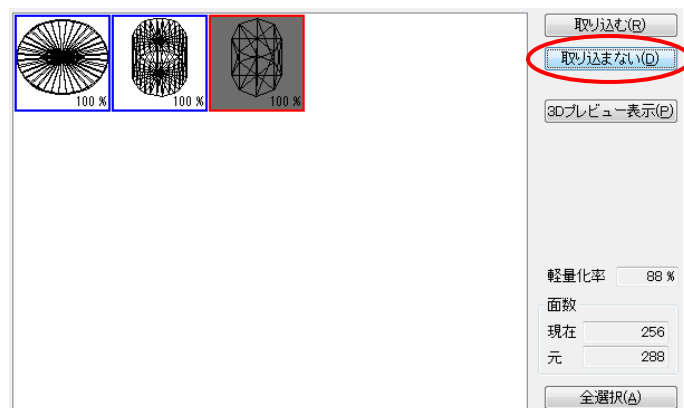 100 %
100 %
100 %
取り込む(R)
取り込まない(D)
3Dプレビュー表示(P)
軽量化率 88 %
面数
現在 256
元 288
全選択(A)